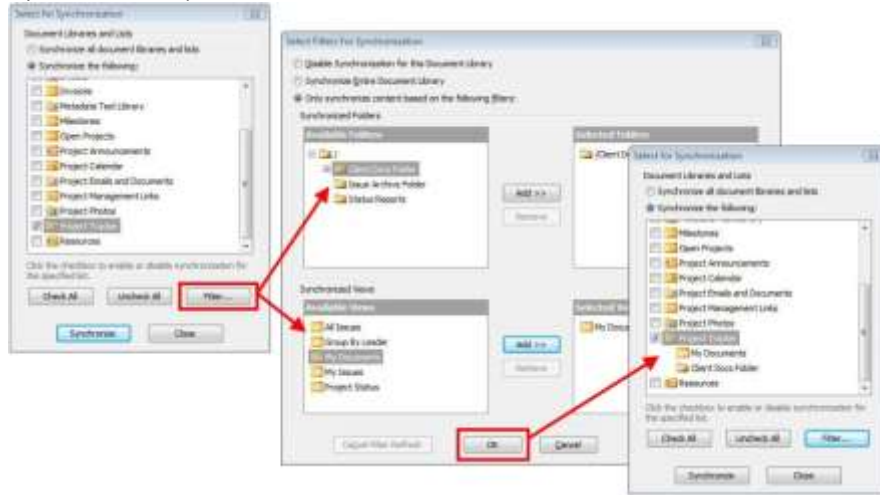 Select for Synchronization
Document Libraries and Lists
Synchronize all document libraries and lists
Synchronize the following:
Invoices
Metadata Test Library
Milestones
Open Projects
Project Announcements
Project Calendar
Project Emails and Documents
Project Management Links
Project Photos
Project Tracker
Resources
Click the checkbox to enable or disable synchronization for
the specified list.
Check All
Uncheck All
Filter...
Synchronize
Close
Select Filters For Synchronization
Disable Synchronization for this Document Library
Synchronize Entire Document Library
Only synchronize content based on the following filters:
Synchronized Folders
Available Folders
/
Client Docs Folder
Issue Archive Folder
Status Reports
Add >>
Remove
Selected Folders
/Client D
Synchronized Views
Available Views
All Issues
Group By Leader
My Documents
My Issues
Project Status
Add >>
Remove
Selected
My Docu
OK
Cancel
Select for Synchronization
Document Libraries and Lists
Synchronize all document libraries and lists
Synchronize the following:
Milestones
Open Projects
Project Announcements
Project Calendar
Project Emails and Documents
Project Management Links
Project Photos
Project Tracker
My Documents
Client Docs Folder
Resources
Click the checkbox to enable or disable synchronization for
the specified list.
Check All
Uncheck All
Filter...
Synchronize
Close